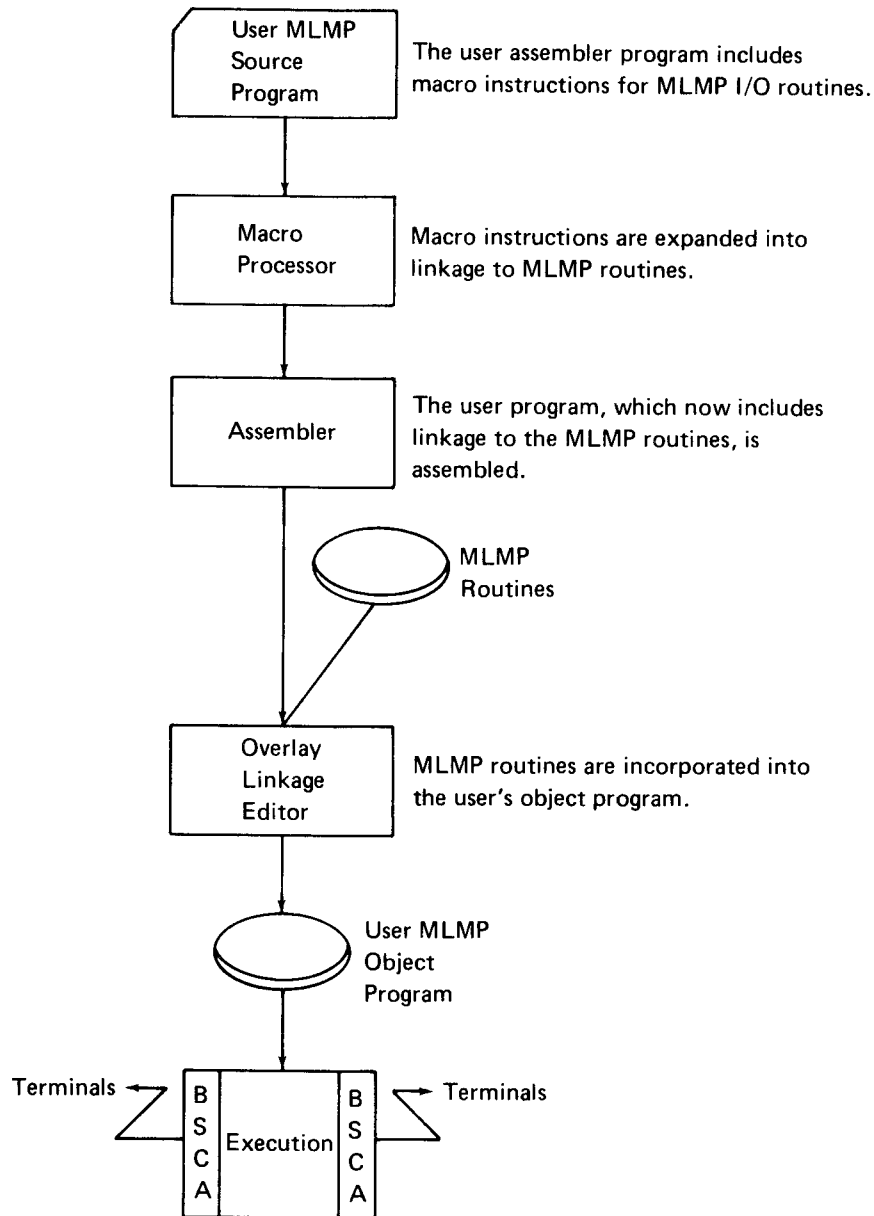 User MLMP
Source
Program
The user assembler program includes
macro instructions for MLMP I/O routines.
Macro
Processor
Macro instructions are expanded into
linkage to MLMP routines.
Assembler
The user program, which now includes
linkage to the MLMP routines, is
assembled.
MLMP
Routines
Overlay
Linkage
Editor
MLMP routines are incorporated into
the user's object program.
User MLMP
Object
Program
Terminals
BSCA
Execution
BSCA
Terminals